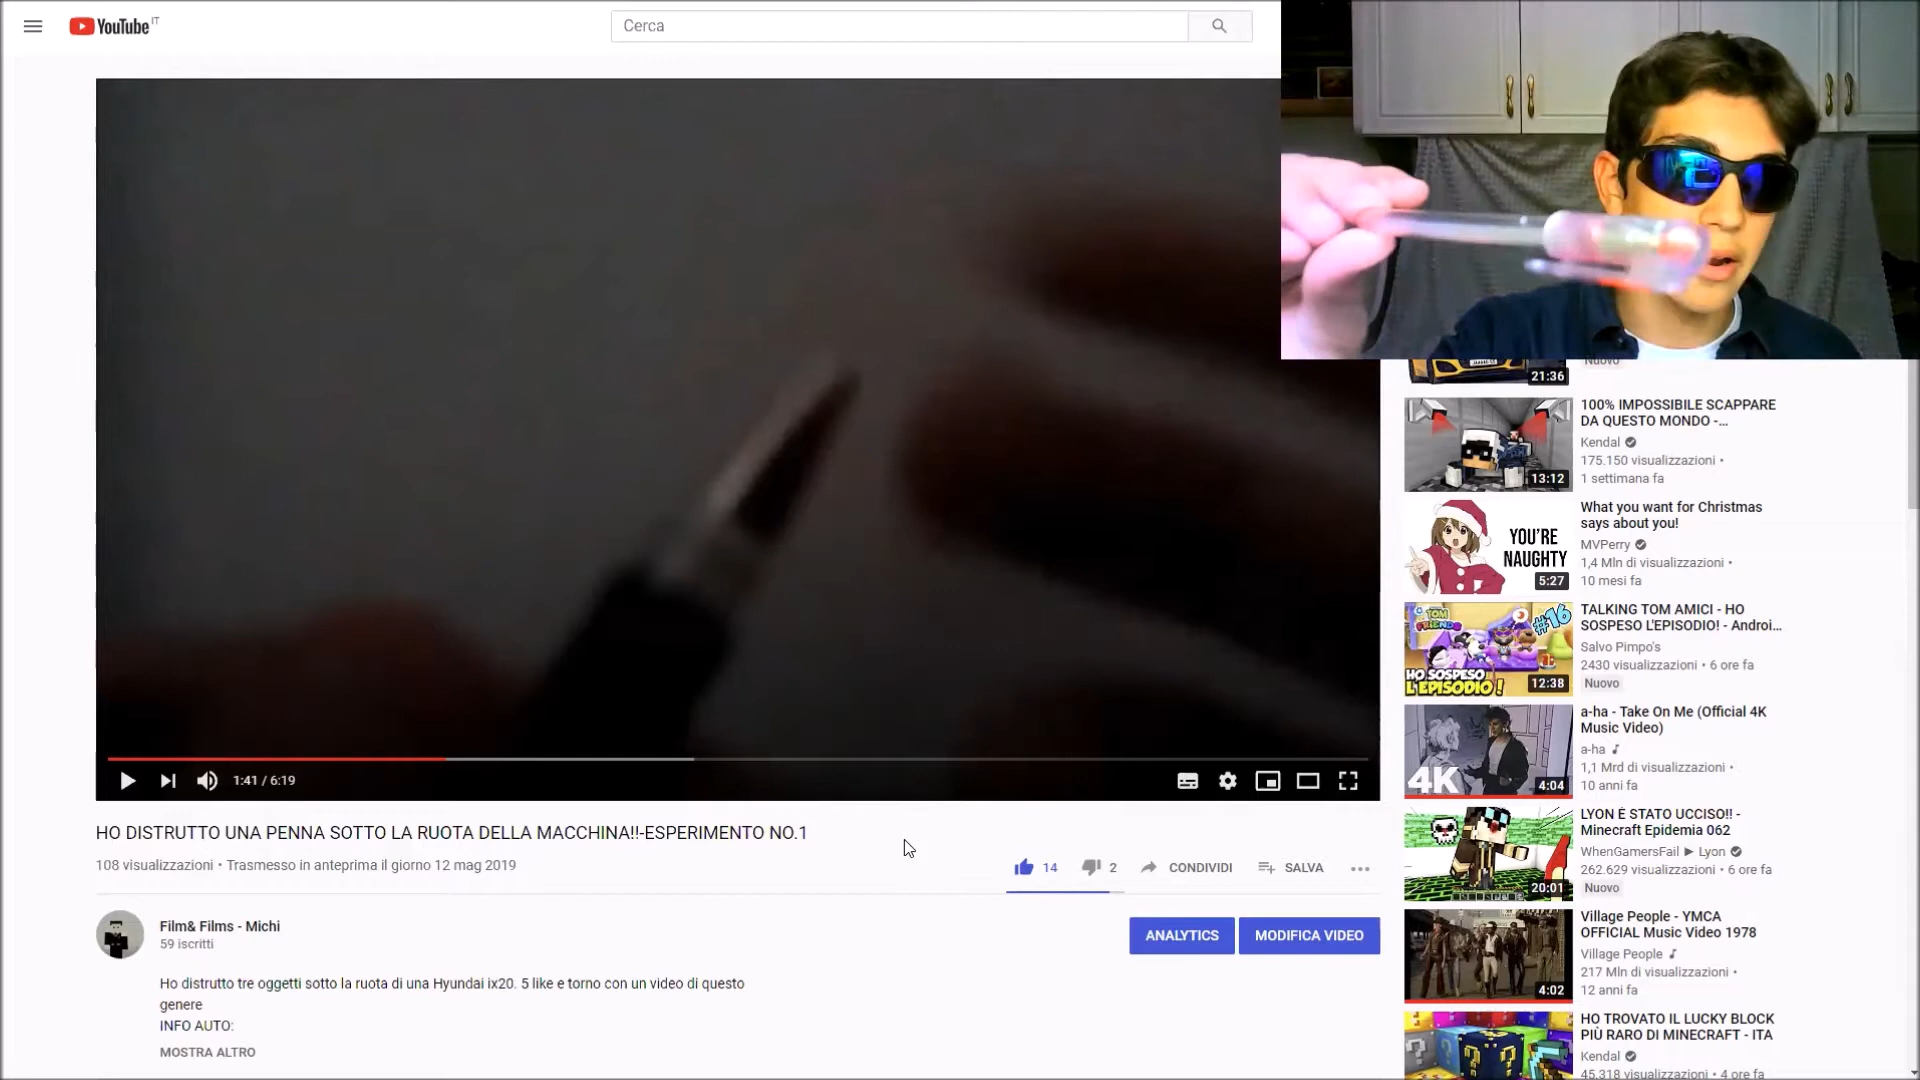 YouTube IT
Cerca
1:41 / 6:19
HO DISTRUTTO UNA PENNA SOTTO LA RUOTA DELLA MACCHINA!!-ESPERIMENTO NO.1
108 visualizzazioni • Trasmesso in anteprima il giorno 12 mag 2019
14
2
CONDIVIDI
SALVA
Film& Films - Michi
59 iscritti
ANALYTICS
MODIFICA VIDEO
Ho distrutto tre oggetti sotto la ruota di una Hyundai ix20. 5 like e torno con un video di questo
genere
INFO AUTO:
MOSTRA ALTRO
Nuovo
21:36
100% IMPOSSIBILE SCAPPARE
DA QUESTO MONDO -...
Kendal
175.150 visualizzazioni •
1 settimana fa
13:12
What you want for Christmas
says about you!
MVPerry
1,4 Mln di visualizzazioni •
10 mesi fa
YOU'RE
NAUGHTY
5:27
TALKING TOM AMICI - HO
SOSPESO L'EPISODIO! - Androi...
Salvo Pimpo's
2430 visualizzazioni • 6 ore fa
Nuovo
TOM
FRIENDS
#16
HO SOSPESO
L'EPISODIO!
12:38
a-ha - Take On Me (Official 4K
Music Video)
a-ha
1,1 Mrd di visualizzazioni •
10 anni fa
4K
4:04
LYON È STATO UCCISO!! -
Minecraft Epidemia 062
WhenGamersFail ► Lyon
262.629 visualizzazioni • 6 ore fa
Nuovo
20:01
Village People - YMCA
OFFICIAL Music Video 1978
Village People
217 Mln di visualizzazioni •
12 anni fa
4:02
HO TROVATO IL LUCKY BLOCK
PIÙ RARO DI MINECRAFT - ITA
Kendal
45.318 visualizzazioni • 4 ore fa